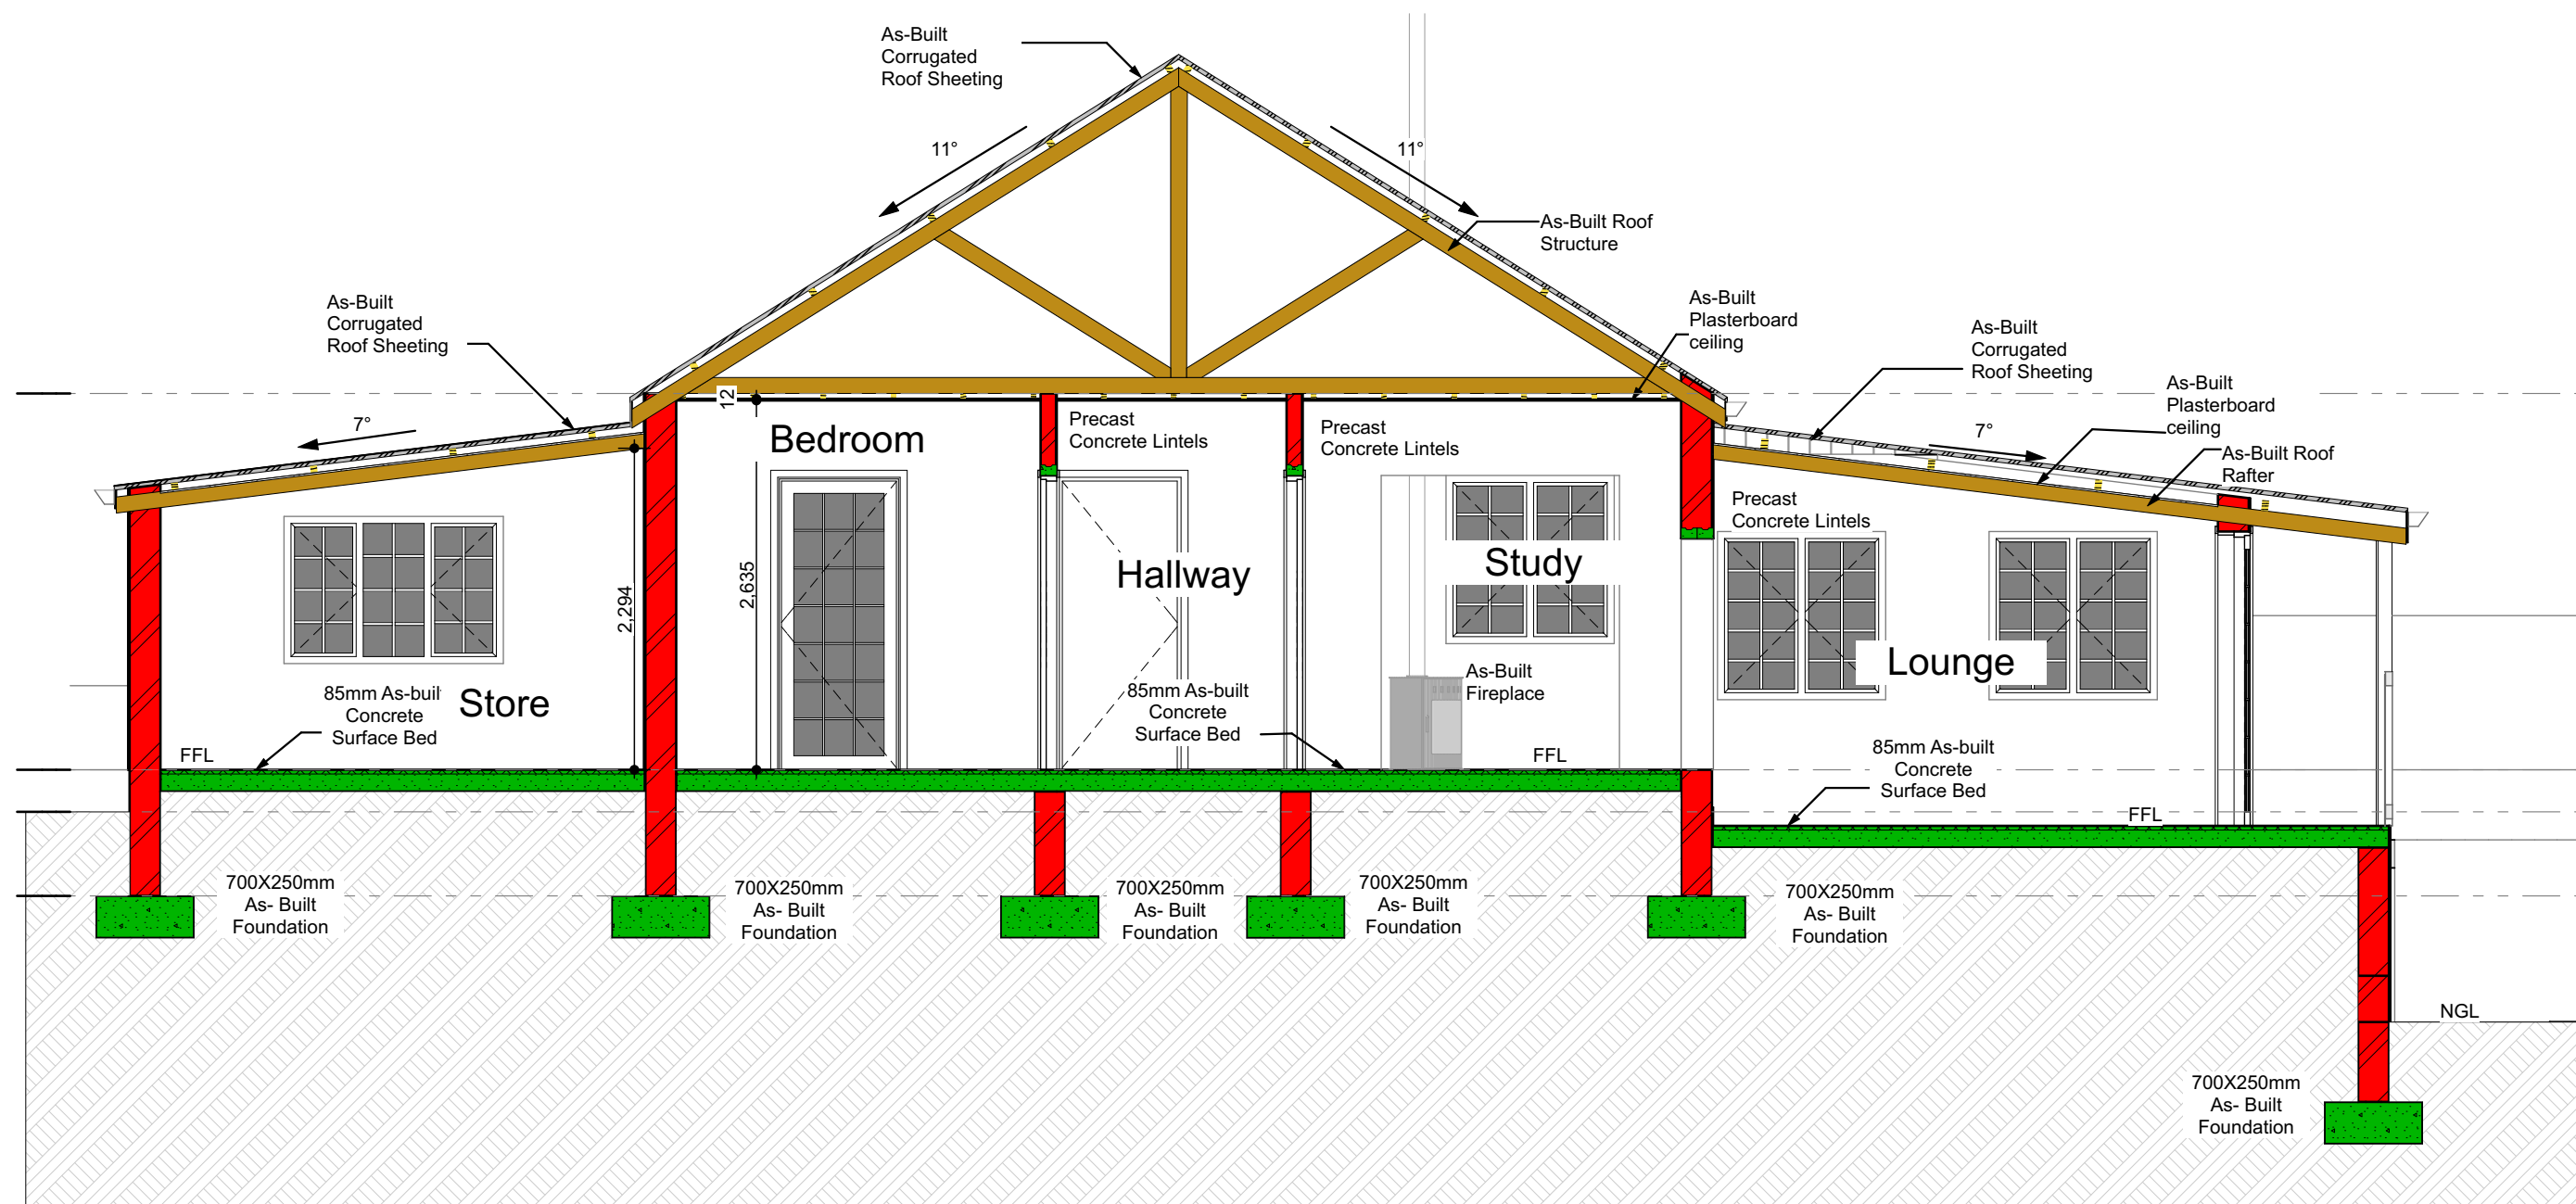 As-Built
Corrugated
Roof Sheeting
11°
11°
As-Built Roof
Structure
As-Built
Corrugated
Roof Sheeting
As-Built
Plasterboard
ceiling
As-Built
Corrugated
Roof Sheeting
As-Built
Plasterboard
ceiling
7°
12
Bedroom
Precast
Concrete Lintels
Precast
Concrete Lintels
7°
As-Built Roof
Rafter
Precast
Concrete Lintels
2,294
2,635
Hallway
Study
Lounge
As-Built
Fireplace
85mm As-buil
Concrete
Surface Bed
Store
85mm As-built
Concrete
Surface Bed
FFL
FFL
85mm As-built
Concrete
Surface Bed
FFL
700X250mm
As- Built
Foundation
700X250mm
As- Built
Foundation
700X250mm
As- Built
Foundation
700X250mm
As- Built
Foundation
700X250mm
As- Built
Foundation
NGL
700X250mm
As- Built
Foundation